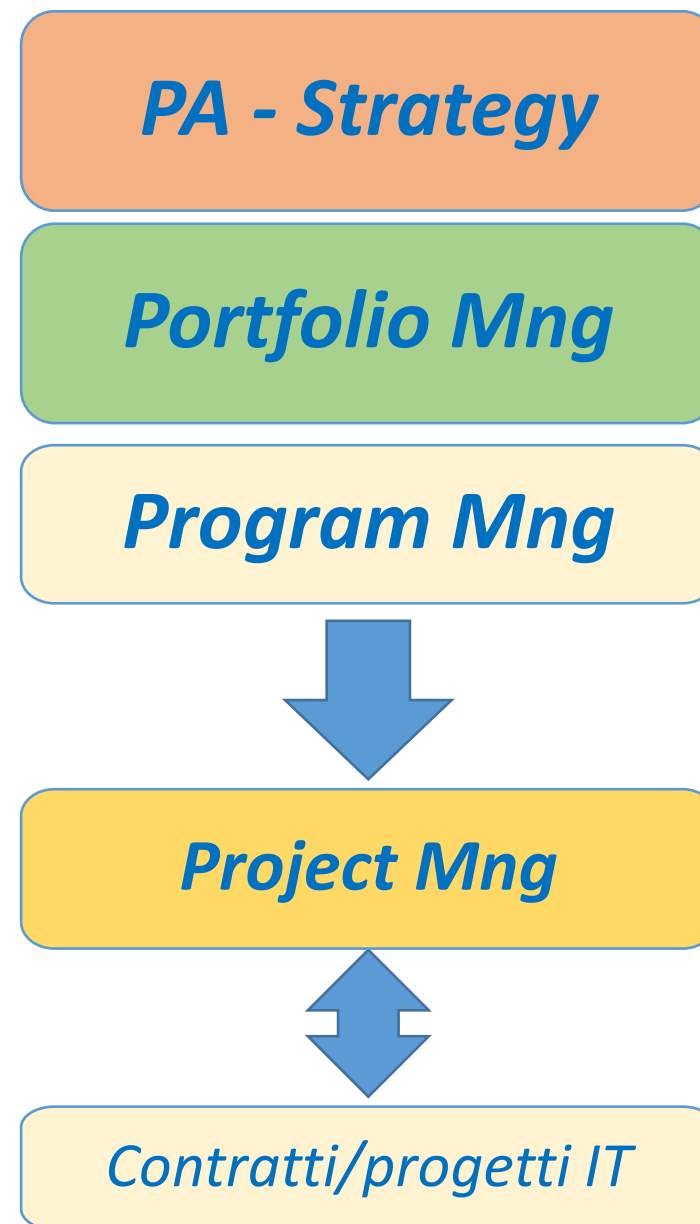 PA - Strategy
Portfolio Mng
Program Mng
Project Mng
Contratti/progetti IT